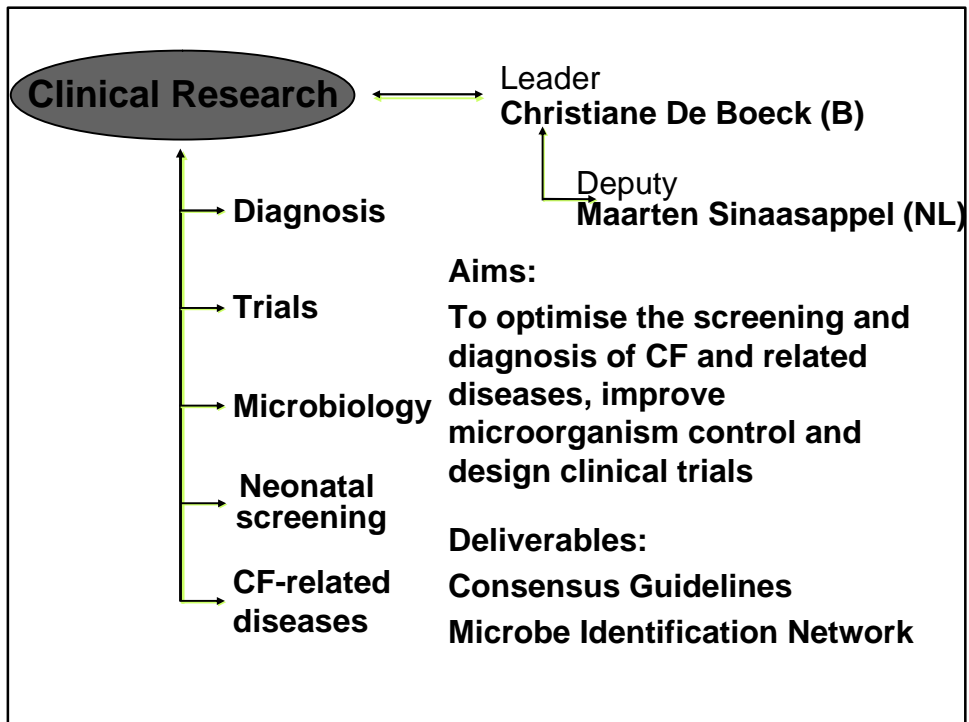 Clinical Research
Leader
Christiane De Boeck (B)
Deputy
Maarten Sinaasappel (NL)
Diagnosis
Trials
Microbiology
Neonatal
screening
CF-related
diseases
Aims:
To optimise the screening and
diagnosis of CF and related
diseases, improve
microorganism control and
design clinical trials
Deliverables:
Consensus Guidelines
Microbe Identification Network